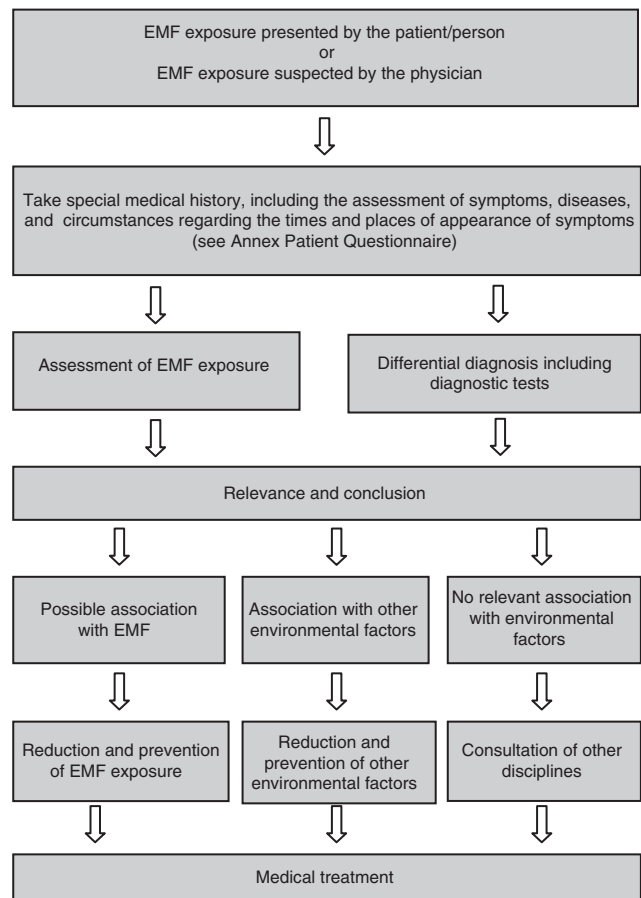 EMF exposure presented by the patient/person
or
EMF exposure suspected by the physician
Take special medical history, including the assessment of symptoms, diseases,
and circumstances regarding the times and places of appearance of symptoms
(see Annex Patient Questionnaire)
Assessment of EMF exposure
Differential diagnosis including
diagnostic tests
Relevance and conclusion
Possible association
with EMF
Association with other
environmental factors
No relevant association
with environmental
factors
Reduction and prevention
of EMF exposure
Reduction and
prevention of other
environmental factors
Consultation of other
disciplines
Medical treatment